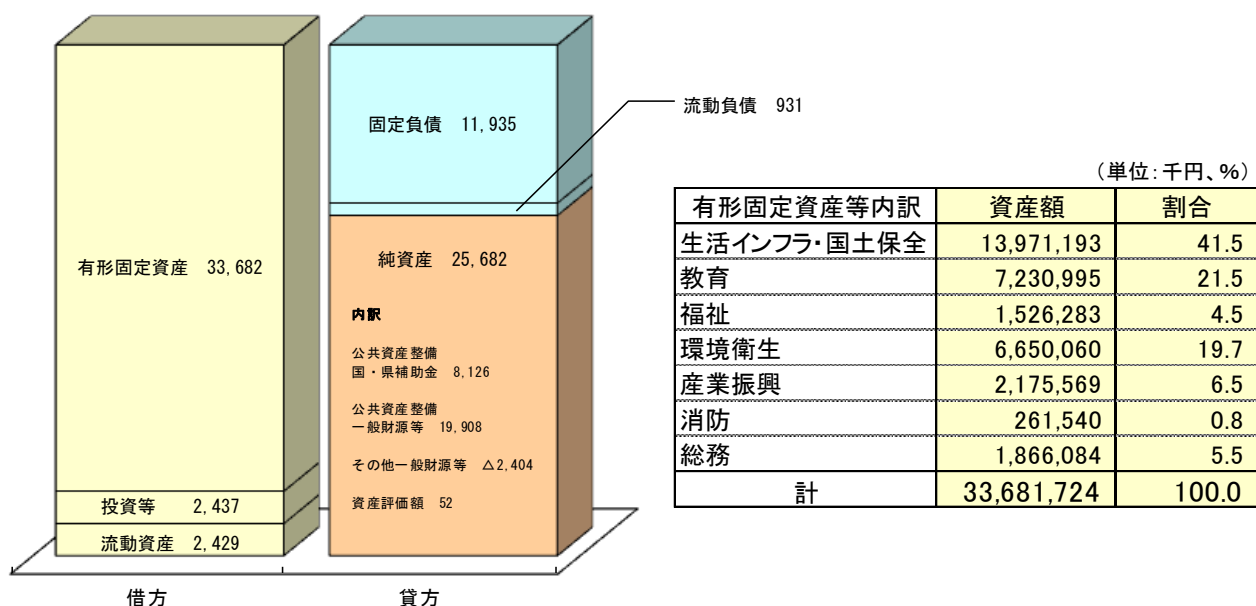 固定負債 11,935
流動負債 931
有形固定資産 33,682
純資産 25,682
内訳
公共資産整備
国・県補助金 8,126
公共資産整備
一般財源等 19,908
その他一般財源等 △2,404
資産評価額 52
投資等 2,437
流動資産 2,429
借方 貸方
(単位:千円、%)
有形固定資産等内訳 資産額 割合
生活インフラ・国土保全 13,971,193 41.5
教育 7,230,995 21.5
福祉 1,526,283 4.5
環境衛生 6,650,060 19.7
産業振興 2,175,569 6.5
消防 261,540 0.8
総務 1,866,084 5.5
計 33,681,724 100.0